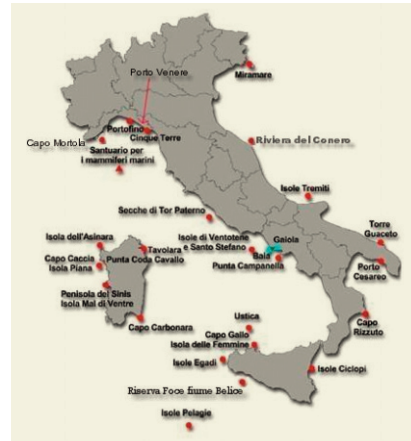 Porto Venere
Miramare
Portofino
Cinque Terre
Capo Mortola
Santuario per
i mammiferi marini
Riviera del Conero
Isole Tremiti
Secche di Tor Paterno
Isola dell'Asinara
Isole di Ventotene
e Santo Stefano
Gaiola
Baia
Punta Campanella
Torre
Guaceto
Porto
Cesareo
Capo Caccia
Isola Piana
Tavolara
Punta Coda Cavallo
Penisola del Sinis
Isola Mal di Ventre
Capo Carbonara
Ustica
Capo Gallo
Isola delle Femmine
Isole Egadi
Capo
Rizzuto
Isole Ciclopi
Riserva Foce fiume Belice
Isole Pelagie